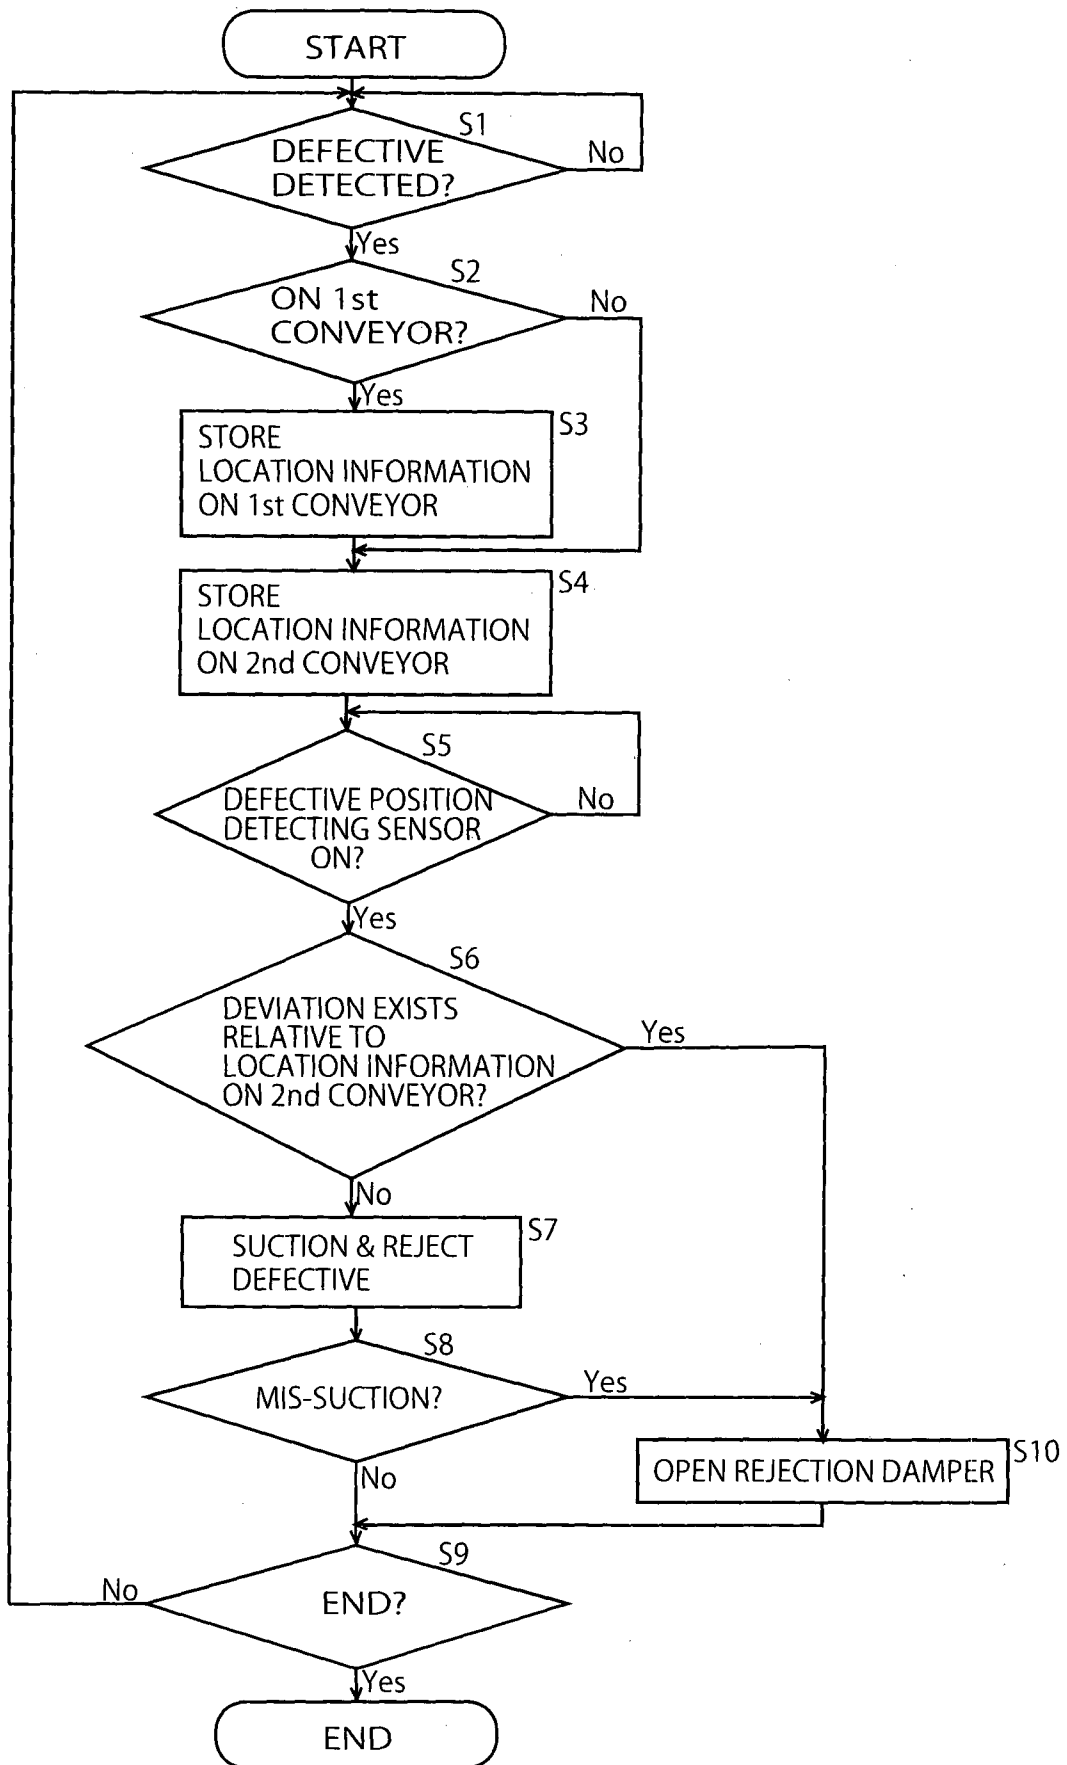 START
S1
DEFECTIVE
DETECTED?
No
Yes
S2
ON 1st
CONVEYOR?
No
Yes
S3
STORE
LOCATION INFORMATION
ON 1st CONVEYOR
S4
STORE
LOCATION INFORMATION
ON 2nd CONVEYOR
S5
DEFECTIVE POSITION
DETECTING SENSOR
ON?
No
Yes
S6
DEVIATION EXISTS
RELATIVE TO
LOCATION INFORMATION
ON 2nd CONVEYOR?
Yes
No
S7
SUCTION & REJECT
DEFECTIVE
S8
MIS-SUCTION?
Yes
No
S10
OPEN REJECTION DAMPER
S9
END?
No
Yes
END